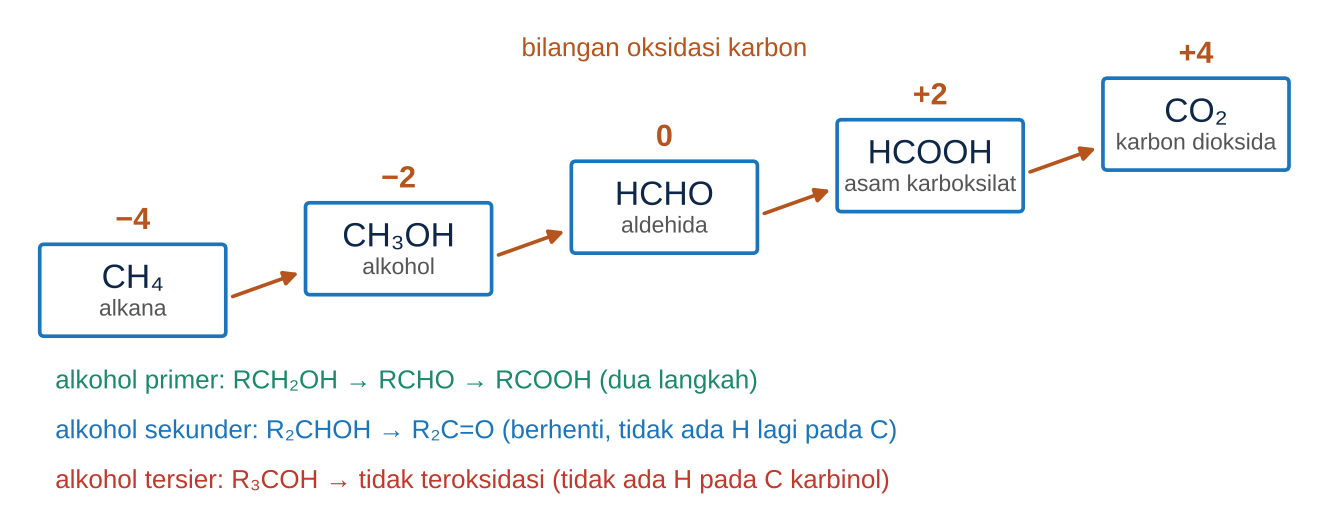 bilangan oksidasi karbon
−4
CH₄
alkana
−2
CH₃OH
alkohol
0
HCHO
aldehida
+2
HCOOH
asam karboksilat
+4
CO₂
karbon dioksida
alkohol primer: RCH₂OH → RCHO → RCOOH (dua langkah)
alkohol sekunder: R₂CHOH → R₂C=O (berhenti, tidak ada H lagi pada C)
alkohol tersier: R₃COH → tidak teroksidasi (tidak ada H pada C karbinol)